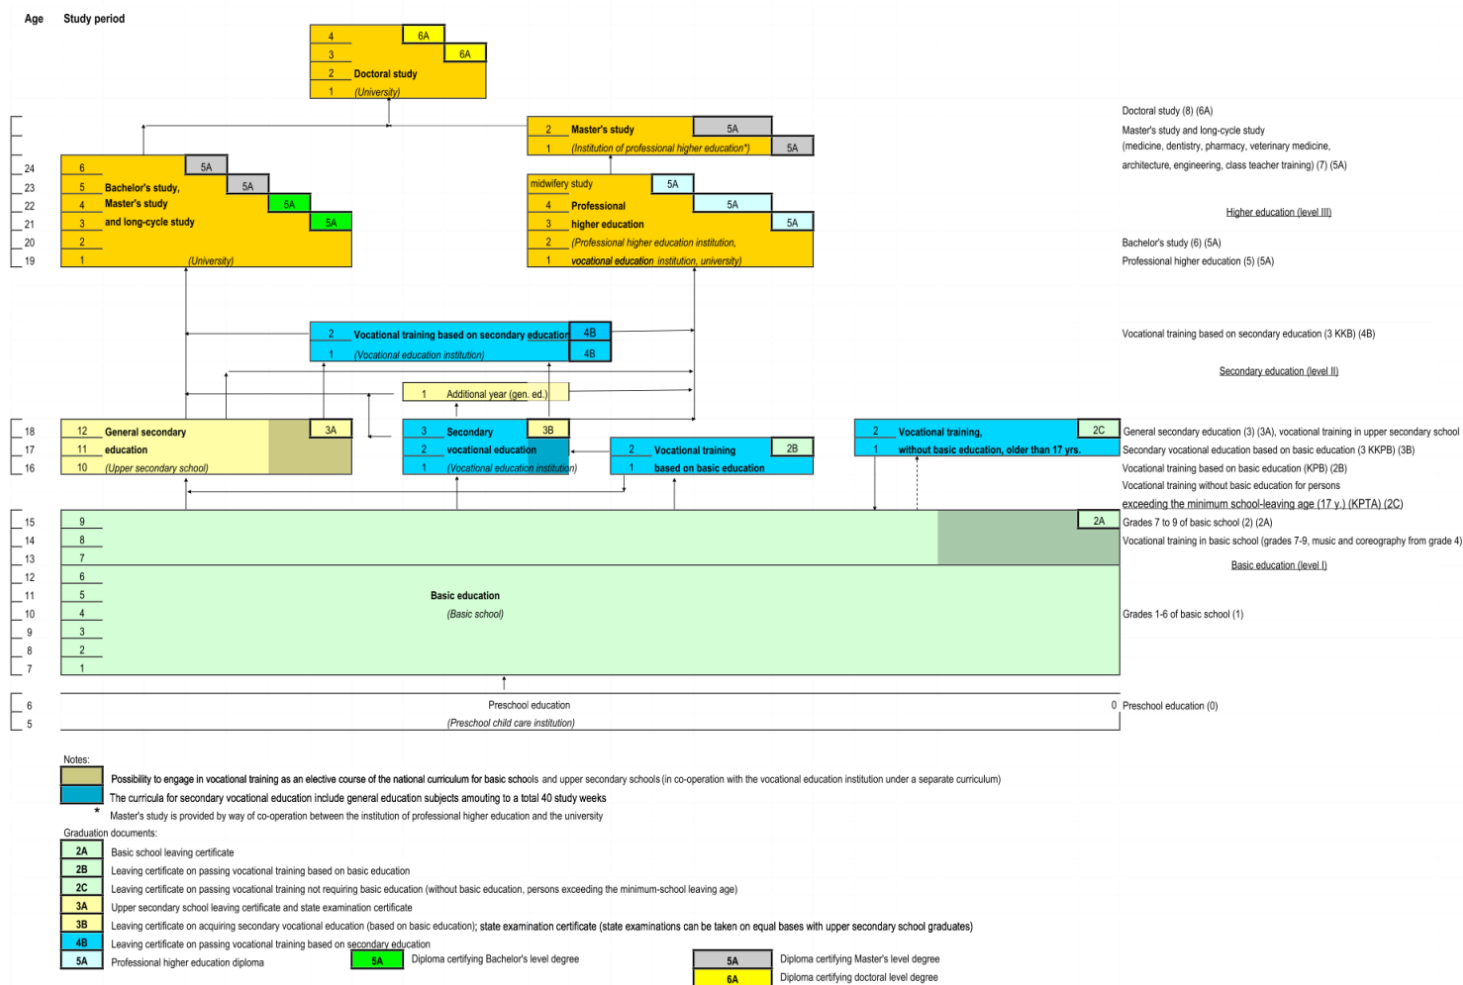 Age Study period
4 6A
3 6A
2 Doctoral study
1 (University)
Doctoral study (8) (6A)
2 Master's study 5A
Master's study and long-cycle study
1 (Institution of professional higher education*) 5A
(medicine, dentistry, pharmacy, veterinary medicine,
architecture, engineering, class teacher training) (7) (5A)
24 6 5A
23 5 Bachelor's study, 5A
22 4 Master's study 5A
21 3 and long-cycle study 5A
20 2
19 1 (University)
midwifery study 5A
4 Professional 5A
3 higher education 5A
2 (Professional higher education institution,
1 vocational education institution, university)
Higher education (level III)
Bachelor's study (6) (5A)
Professional higher education (5) (5A)
2 Vocational training based on secondary education 4B
1 (Vocational education institution) 4B
Vocational training based on secondary education (3 KKB) (4B)
Secondary education (level II)
1 Additional year (gen. ed.)
18 12 General secondary 3A
17 11 education
16 10 (Upper secondary school)
3 Secondary 3B
2 vocational education
1 (Vocational education institution)
2 Vocational training 2B
1 based on basic education
2 Vocational training, 2C
1 without basic education, older than 17 yrs.
General secondary education (3) (3A), vocational training in upper secondary school
Secondary vocational education based on basic education (3 KKPB) (3B)
Vocational training based on basic education (KPB) (2B)
Vocational training without basic education for persons
exceeding the minimum school-leaving age (17 y.) (KPTA) (2C)
15 9 2A Grades 7 to 9 of basic school (2) (2A)
14 8 Vocational training in basic school (grades 7-9, music and coreography from grade 4)
13 7
Basic education (level I)
12 6
11 5 Basic education
10 4 (Basic school) Grades 1-6 of basic school (1)
9 3
8 2
7 1
6 Preschool education 0 Preschool education (0)
5 (Preschool child care institution)
Notes:
Possibility to engage in vocational training as an elective course of the national curriculum for basic schools and upper secondary schools (in co-operation with the vocational education institution under a separate curriculum)
The curricula for secondary vocational education include general education subjects amouting to a total 40 study weeks
* Master's study is provided by way of co-operation between the institution of professional higher education and the university
Graduation documents:
2A Basic school leaving certificate
2B Leaving certificate on passing vocational training based on basic education
2C Leaving certificate on passing vocational training not requiring basic education (without basic education, persons exceeding the minimum-school leaving age)
3A Upper secondary school leaving certificate and state examination certificate
3B Leaving certificate on acquiring secondary vocational education (based on basic education); state examination certificate (state examinations can be taken on equal bases with upper secondary school graduates)
4B Leaving certificate on passing vocational training based on secondary education
5A Professional higher education diploma 5A Diploma certifying Bachelor's level degree 5A Diploma certifying Master's level degree
6A Diploma certifying doctoral level degree